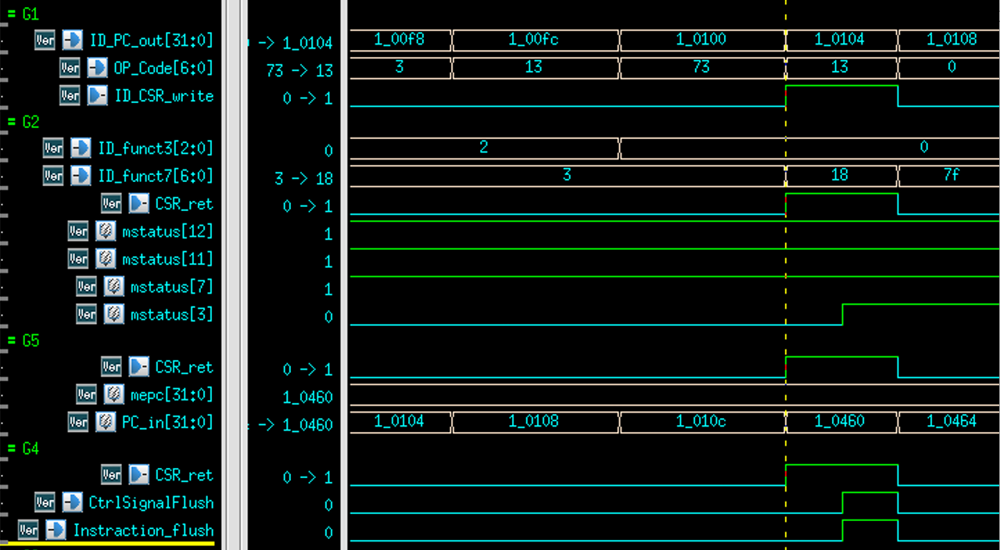 = G1
Ver ID_PC_out[31:0] -> 1_0104 1_00f8 1_00fc 1_0100 1_0104 1_0108
Ver OP_Code[6:0] 73 -> 13 3 13 73 13 0
Ver ID_CSR_write 0 -> 1
= G2
Ver ID_funct3[2:0] 0 2 0
Ver ID_funct7[6:0] 3 -> 18 3 18 7f
Ver CSR_ret 0 -> 1
Ver mstatus[12] 1
Ver mstatus[11] 1
Ver mstatus[7] 1
Ver mstatus[3] 0
= G5
Ver CSR_ret 0 -> 1
Ver mepc[31:0] 1_0460
Ver PC_in[31:0] -> 1_0460 1_0104 1_0108 1_010c 1_0460 1_0464
= G4
Ver CSR_ret 0 -> 1
Ver CtrlSignalFlush 0
Ver Instraction_flush 0